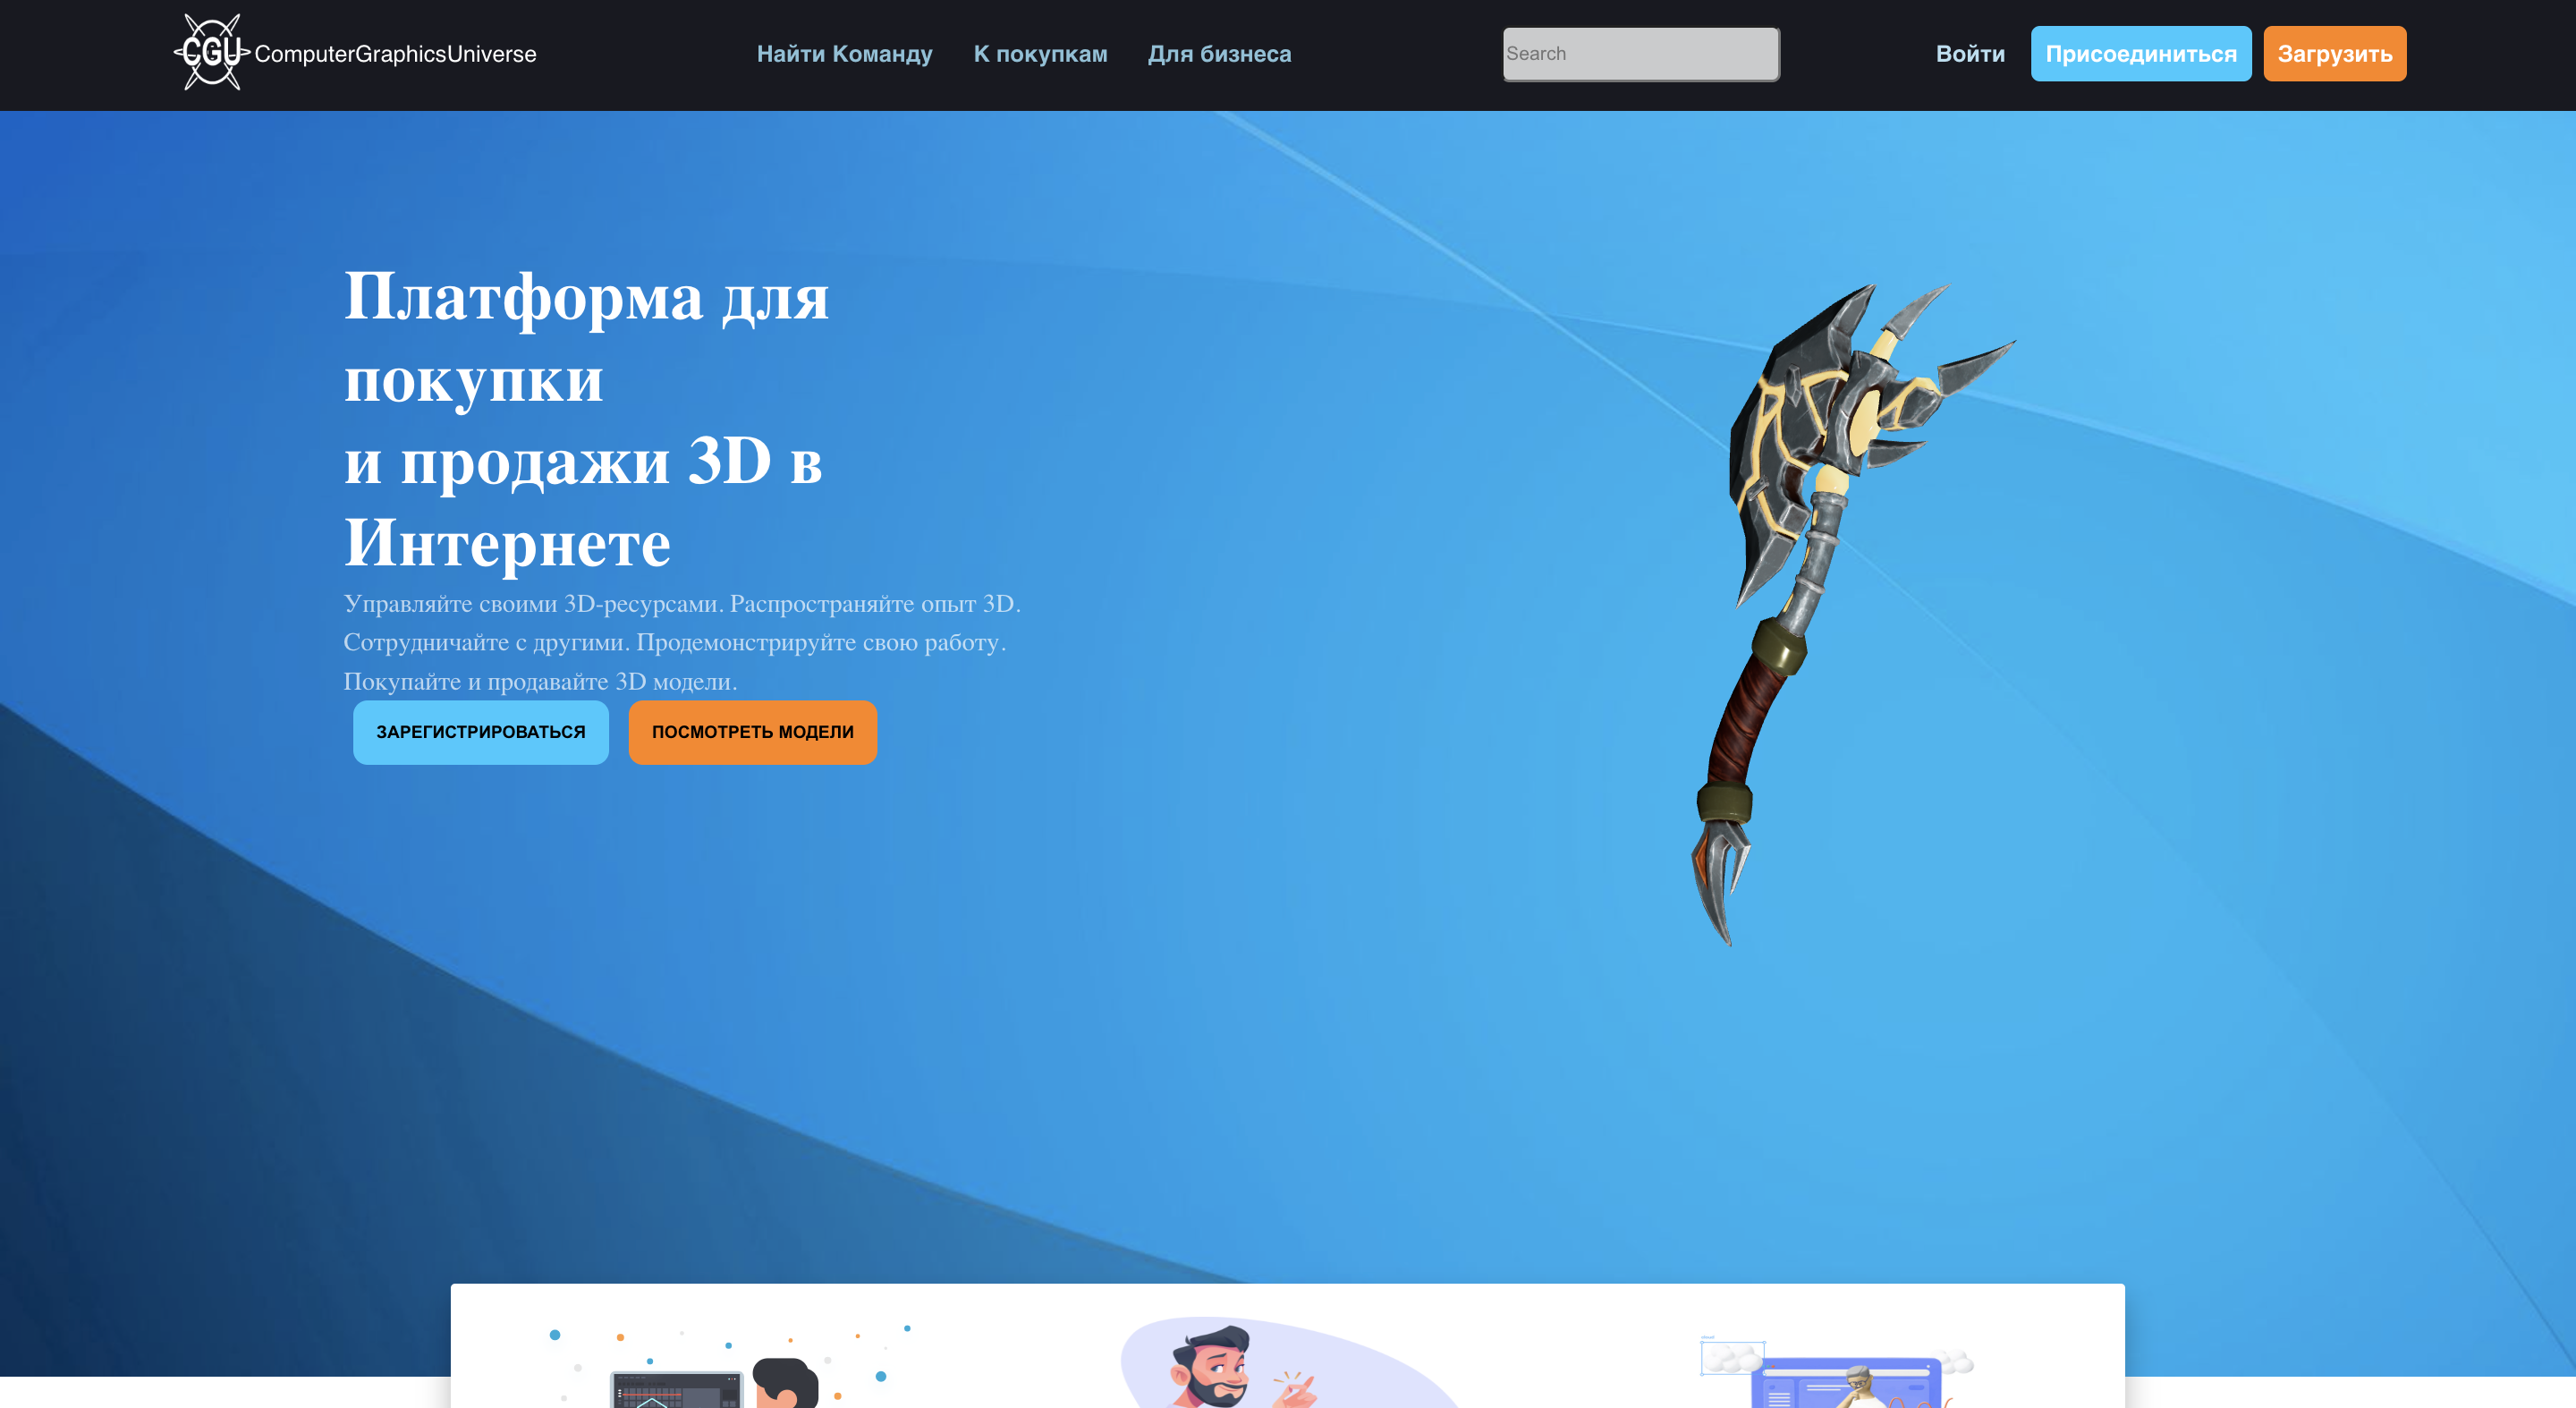 CGU ComputerGraphicsUniverse
Найти Команду К покупкам Для бизнеса
Search
Войти Присоединиться Загрузить
Платформа для
покупки
и продажи 3D в
Интернете
Управляйте своими 3D-ресурсами. Распространяйте опыт 3D.
Сотрудничайте с другими. Продемонстрируйте свою работу.
Покупайте и продавайте 3D модели.
ЗАРЕГИСТРИРОВАТЬСЯ ПОСМОТРЕТЬ МОДЕЛИ